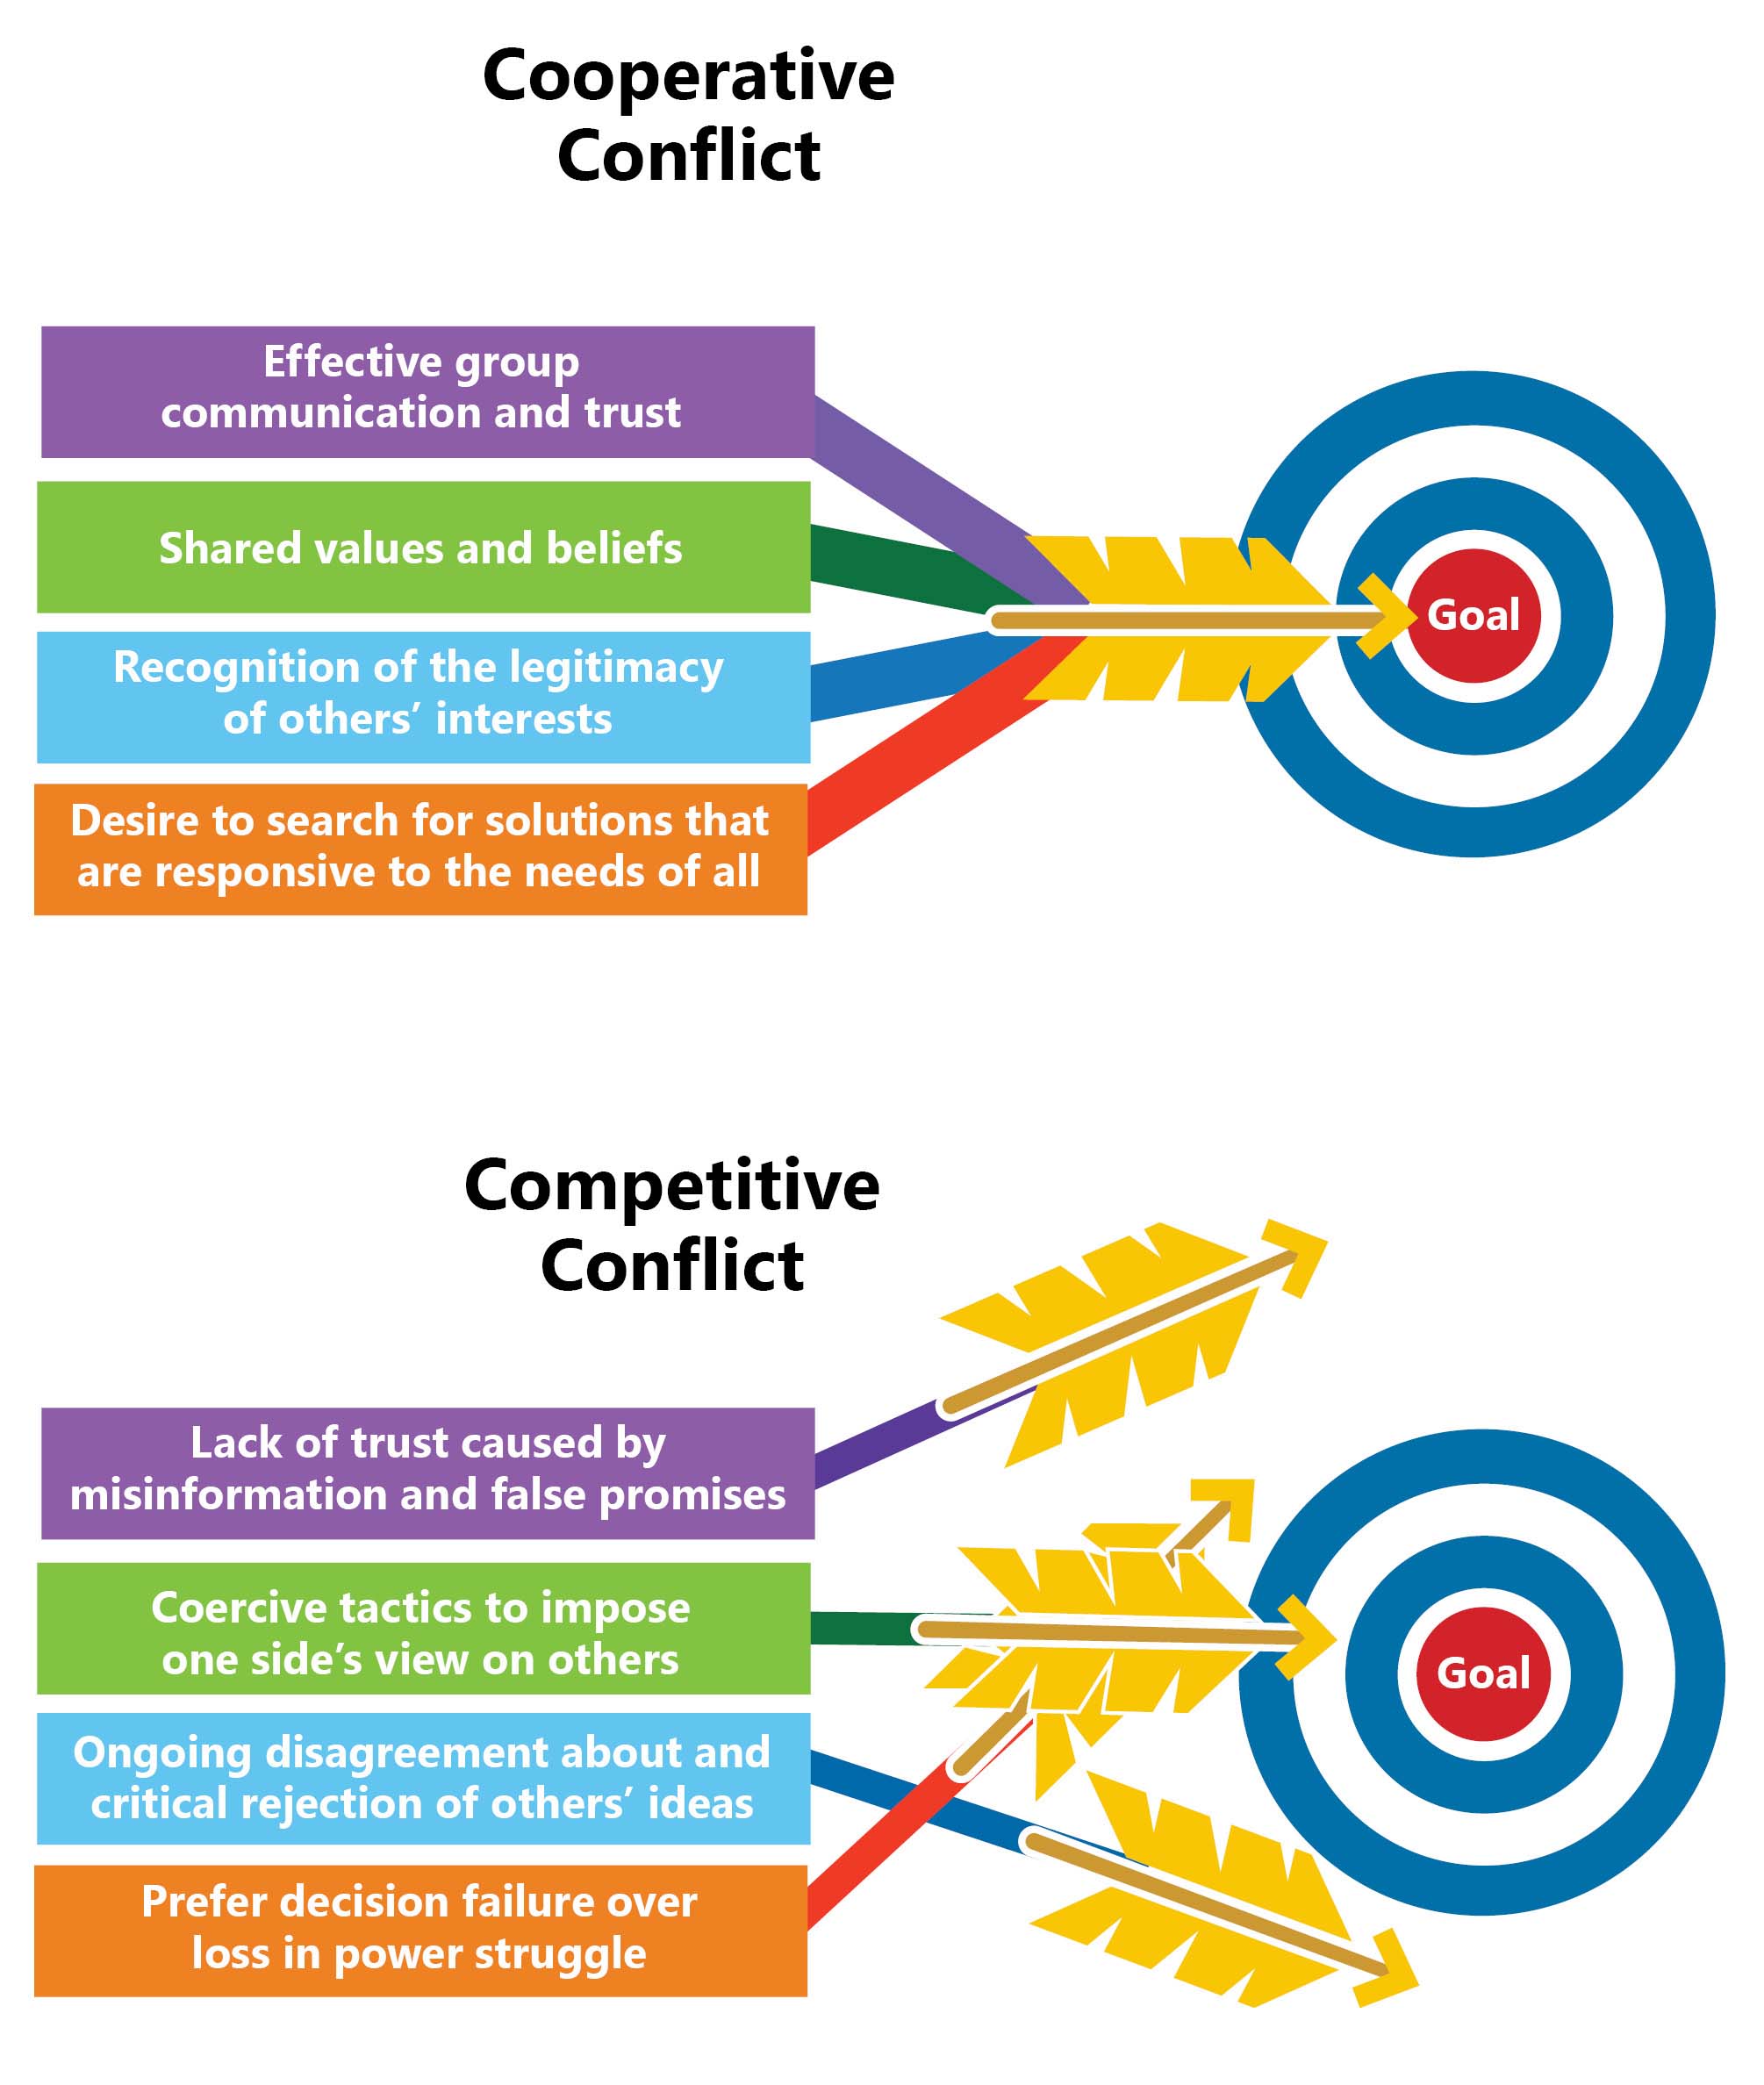 Cooperative
Conflict
Effective group
communication and trust
Shared values and beliefs
Recognition of the legitimacy
of others’ interests
Desire to search for solutions that
are responsive to the needs of all
Goal
Competitive
Conflict
Lack of trust caused by
misinformation and false promises
Coercive tactics to impose
one side’s view on others
Ongoing disagreement about and
critical rejection of others’ ideas
Prefer decision failure over
loss in power struggle
Goal